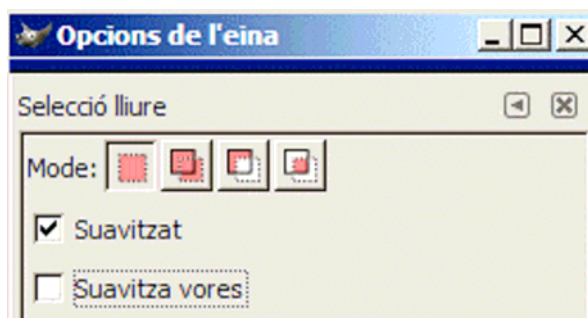 Opcions de l'eina
Selecció lliure
Mode:
Suavitzat
Suavitza vores